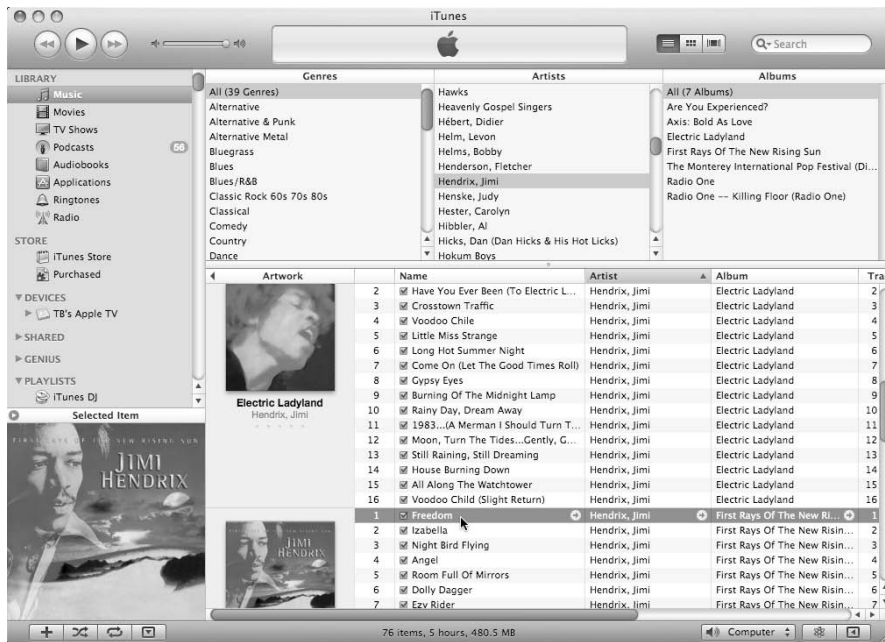 iTunes
Search
LIBRARY
Music
Movies
TV Shows
Podcasts 56
Audiobooks
Applications
Ringtones
Radio
STORE
iTunes Store
Purchased
DEVICES
TB's Apple TV
SHARED
GENIUS
PLAYLISTS
iTunes DJ
Selected Item
FIRST RAYS OF THE NEW RISING SUN
JIMI
HENDRIX
Genres
All (39 Genres)
Alternative
Alternative & Punk
Alternative Metal
Bluegrass
Blues
Blues/R&B
Classic Rock 60s 70s 80s
Classical
Comedy
Country
Dance
Artists
Hawks
Heavenly Gospel Singers
Hébert, Didier
Helm, Levon
Helms, Bobby
Henderson, Fletcher
Hendrix, Jimi
Henske, Judy
Hester, Carolyn
Hibbler, Al
Hicks, Dan (Dan Hicks & His Hot Licks)
Hokum Boys
Albums
All (7 Albums)
Are You Experienced?
Axis: Bold As Love
Electric Ladyland
First Rays Of The New Rising Sun
The Monterey International Pop Festival (Di...
Radio One
Radio One -- Killing Floor (Radio One)
Artwork Name Artist Album Tra
Electric Ladyland
Hendrix, Jimi
JIMI
HENDRIX
2 Have You Ever Been (To Electric L... Hendrix, Jimi Electric Ladyland 2
3 Crosstown Traffic Hendrix, Jimi Electric Ladyland 3
4 Voodoo Chile Hendrix, Jimi Electric Ladyland 4
5 Little Miss Strange Hendrix, Jimi Electric Ladyland 5
6 Long Hot Summer Night Hendrix, Jimi Electric Ladyland 6
7 Come On (Let The Good Times Roll) Hendrix, Jimi Electric Ladyland 7
8 Gypsy Eyes Hendrix, Jimi Electric Ladyland 8
9 Burning Of The Midnight Lamp Hendrix, Jimi Electric Ladyland 9
10 Rainy Day, Dream Away Hendrix, Jimi Electric Ladyland 10
11 1983...(A Merman I Should Turn T... Hendrix, Jimi Electric Ladyland 11
12 Moon, Turn The Tides...Gently, G... Hendrix, Jimi Electric Ladyland 12
13 Still Raining, Still Dreaming Hendrix, Jimi Electric Ladyland 13
14 House Burning Down Hendrix, Jimi Electric Ladyland 14
15 All Along The Watchtower Hendrix, Jimi Electric Ladyland 15
16 Voodoo Child (Slight Return) Hendrix, Jimi Electric Ladyland 16
1 Freedom Hendrix, Jimi First Rays Of The New Ri... 1
2 Izabella Hendrix, Jimi First Rays Of The New Risin... 2
3 Night Bird Flying Hendrix, Jimi First Rays Of The New Risin... 3
4 Angel Hendrix, Jimi First Rays Of The New Risin... 4
5 Room Full Of Mirrors Hendrix, Jimi First Rays Of The New Risin... 5
6 Dolly Dagger Hendrix, Jimi First Rays Of The New Risin... 6
7 Ezy Rider Hendrix, Jimi First Rays Of The New Risin... 7
76 items, 5 hours, 480.5 MB
Computer